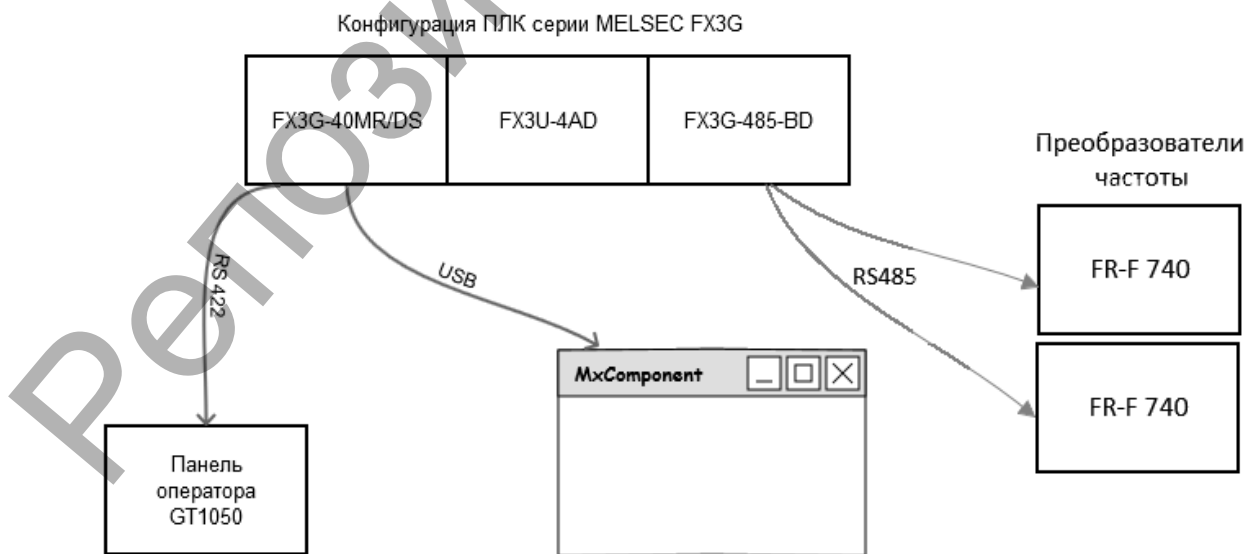 Конфигурация ПЛК серии MELSEC FX3G
FX3G-40MR/DS
FX3U-4AD
FX3G-485-BD
Преобразователи
частоты
FR-F 740
FR-F 740
RS 422
USB
RS485
MxComponent
Панель
оператора
GT1050
Репози